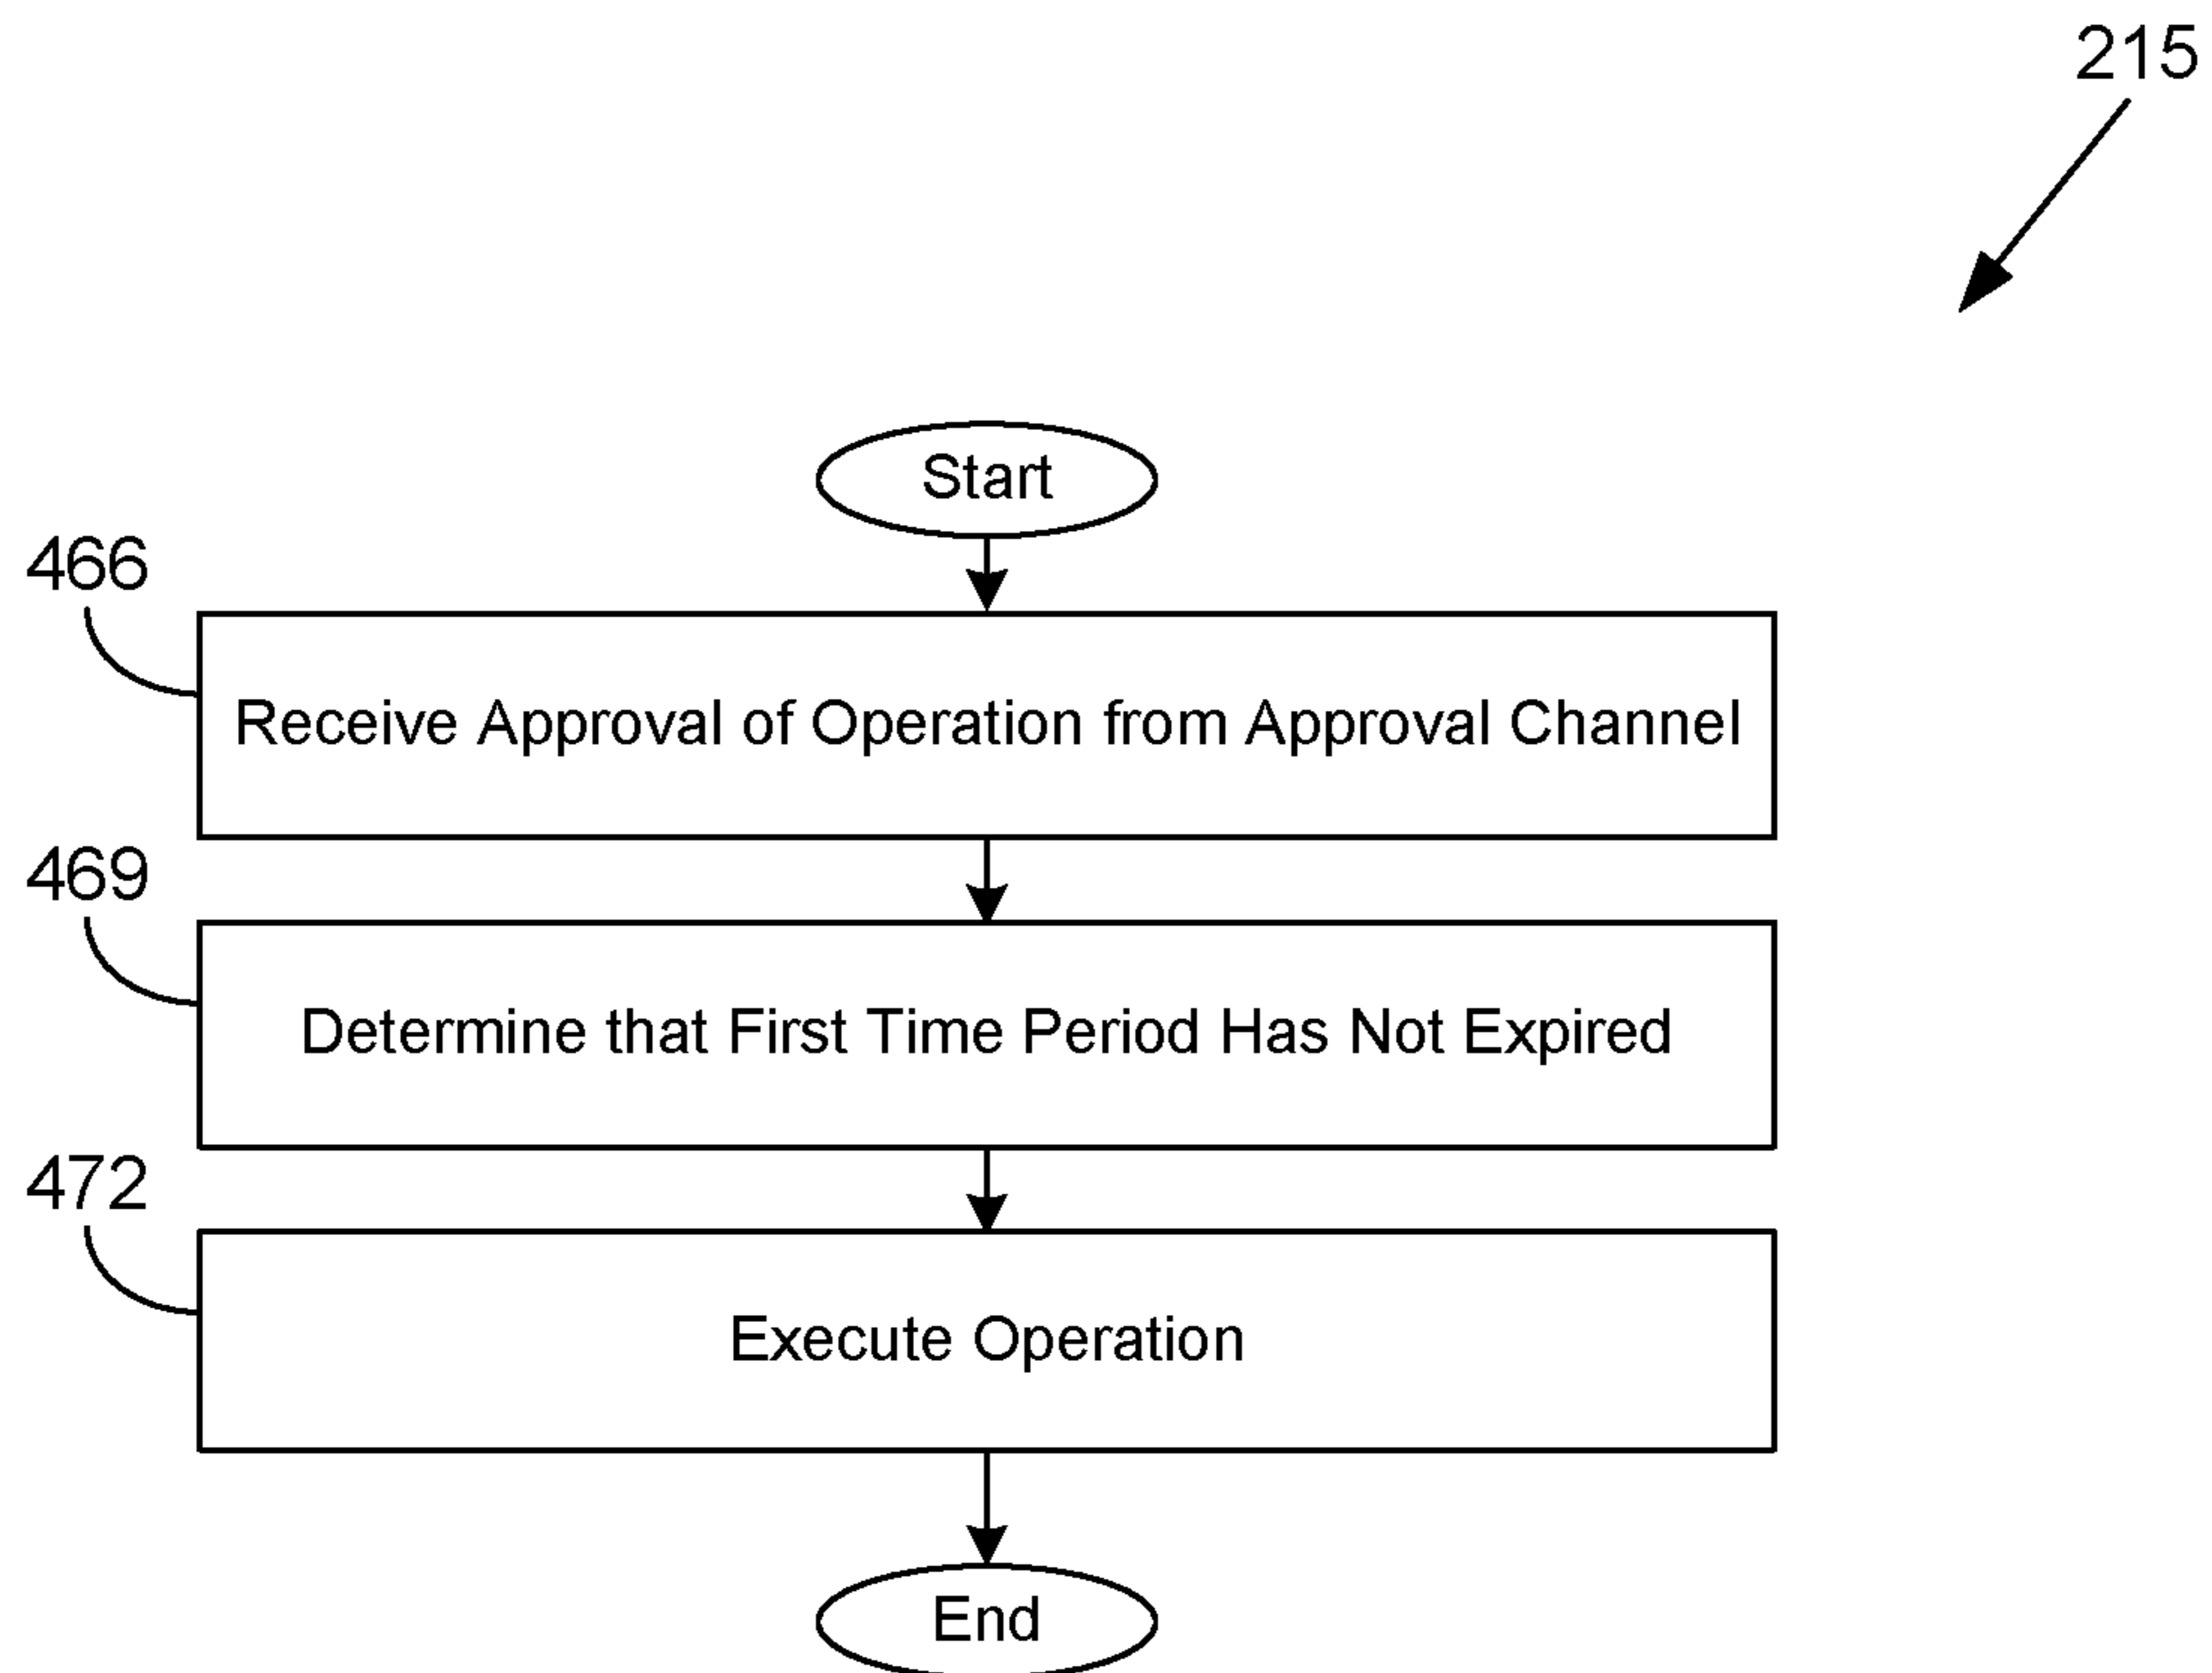 215
Start
466
Receive Approval of Operation from Approval Channel
469
Determine that First Time Period Has Not Expired
472
Execute Operation
End